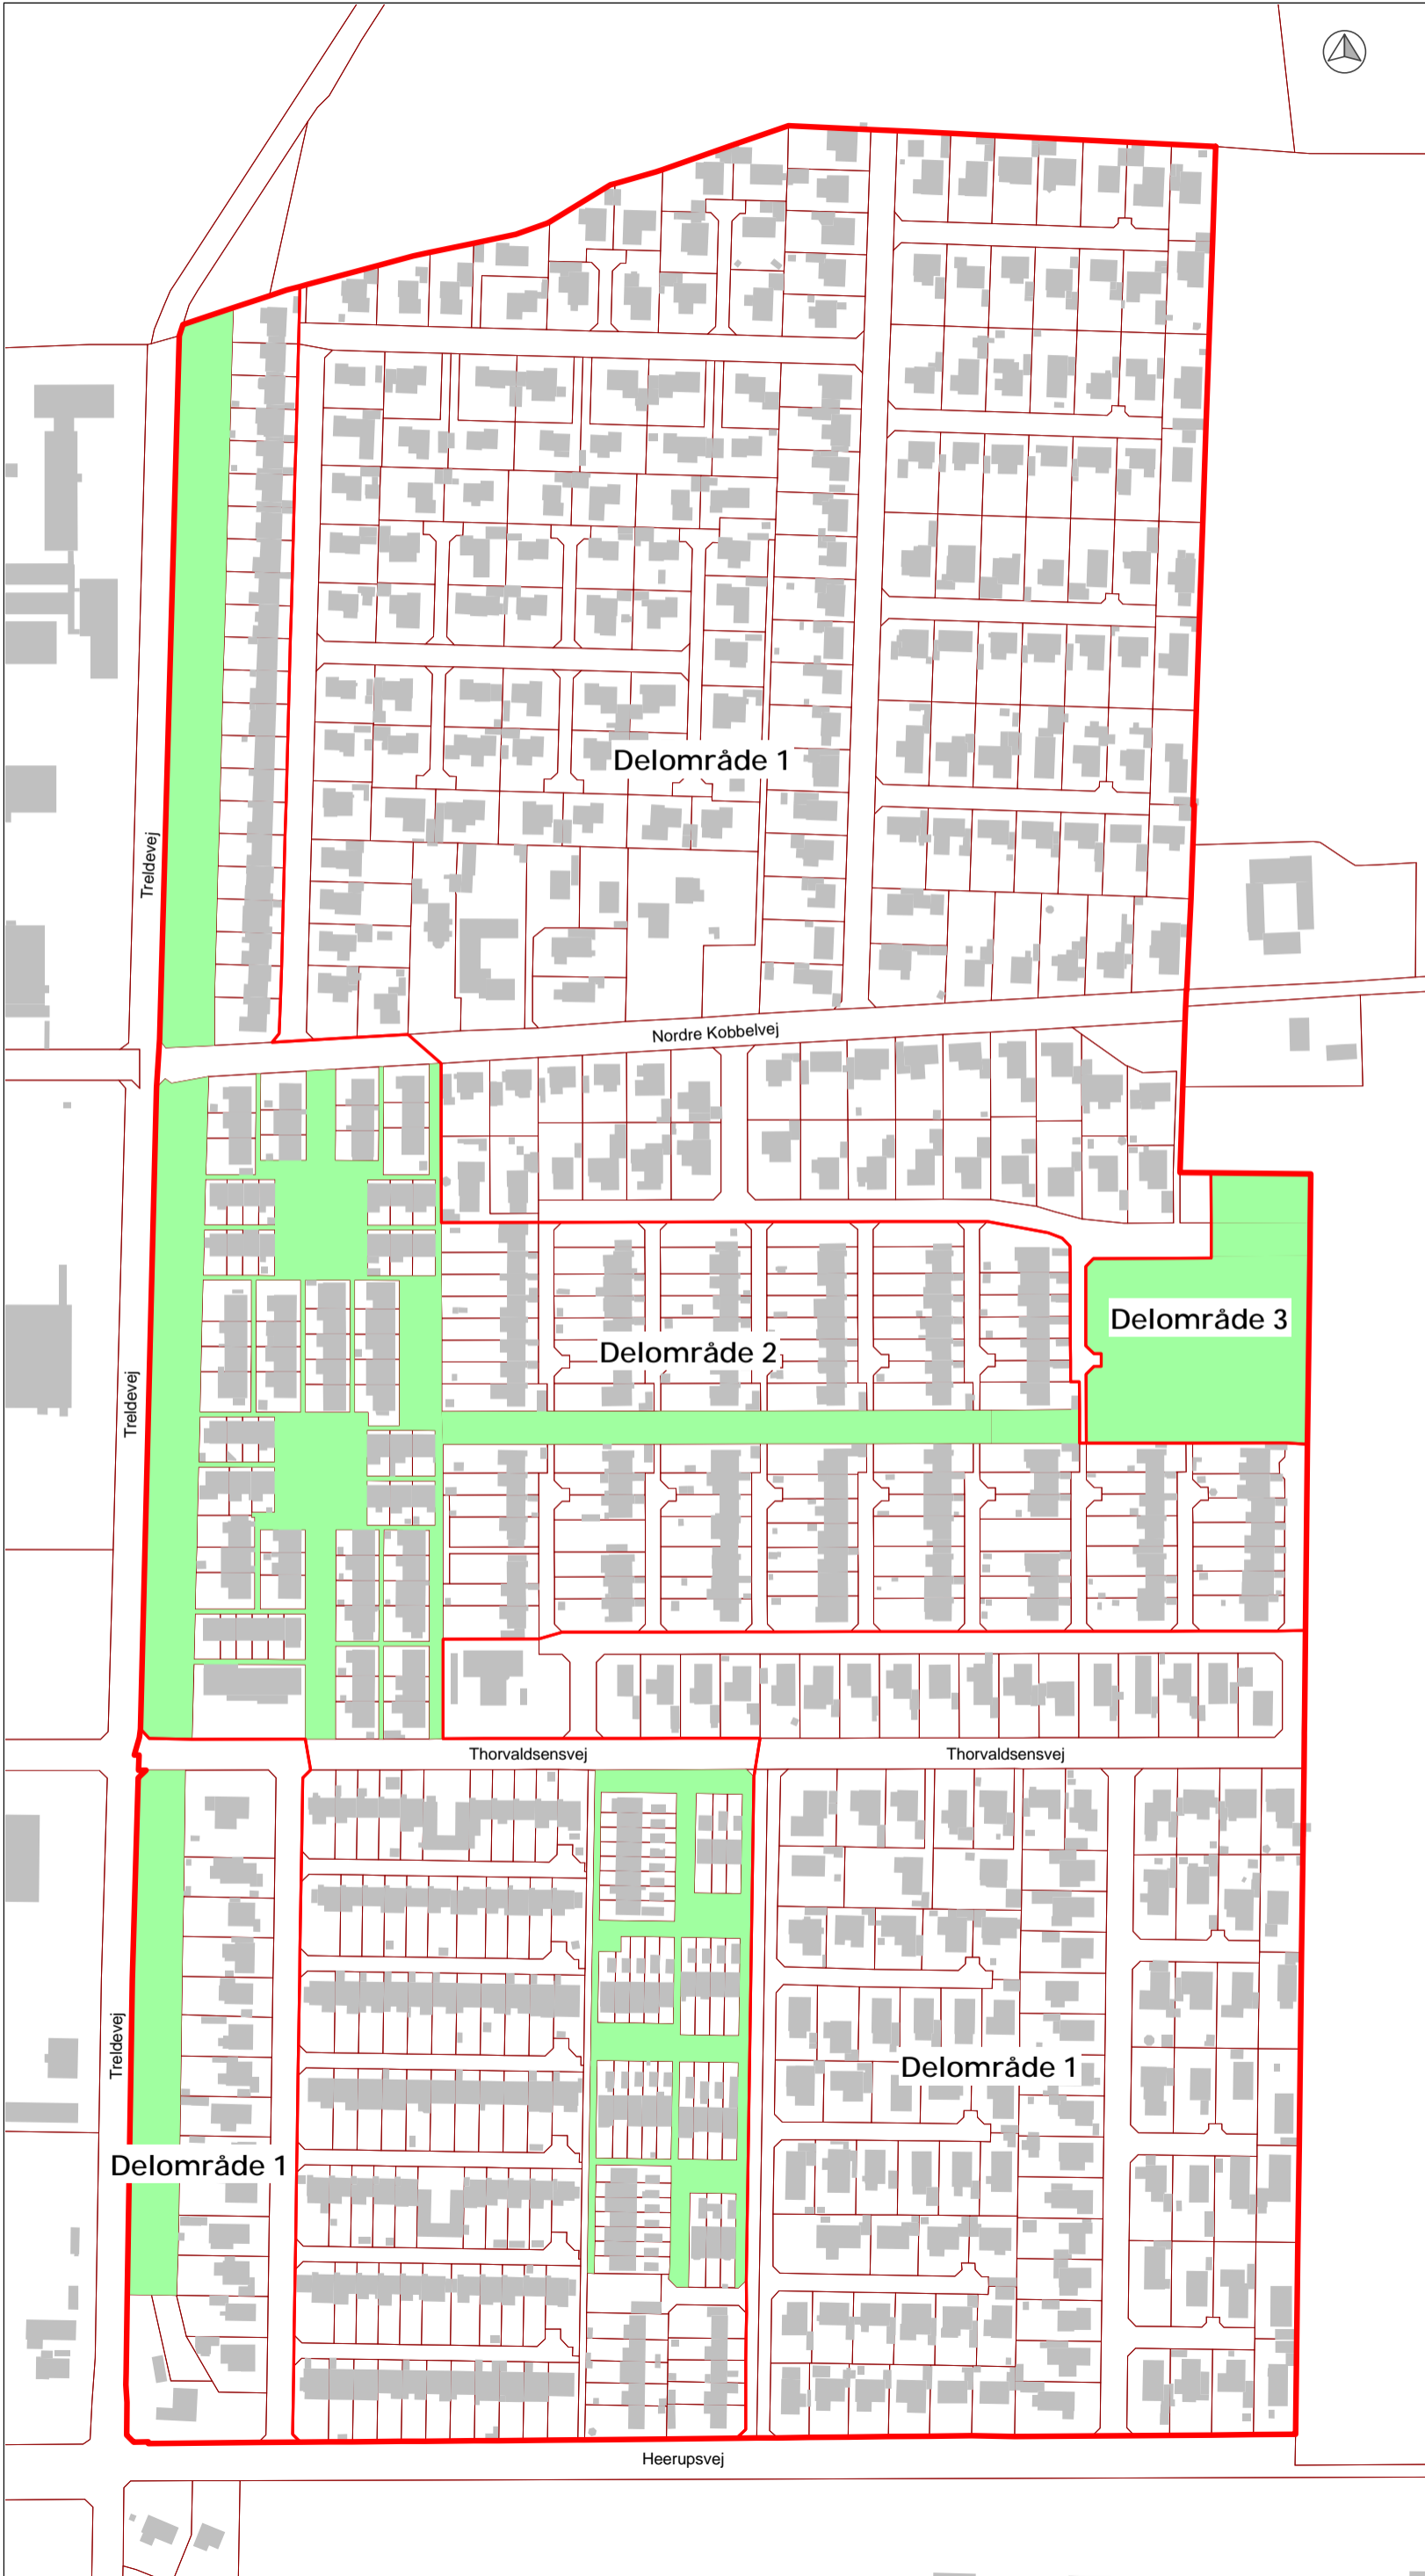 Delområde 1
Treldevej
Nordre Kobbelvej
Delområde 3
Delområde 2
Treldevej
Thorvaldsensvej
Thorvaldsensvej
Treldevej
Delområde 1
Delområde 1
Heerupsvej